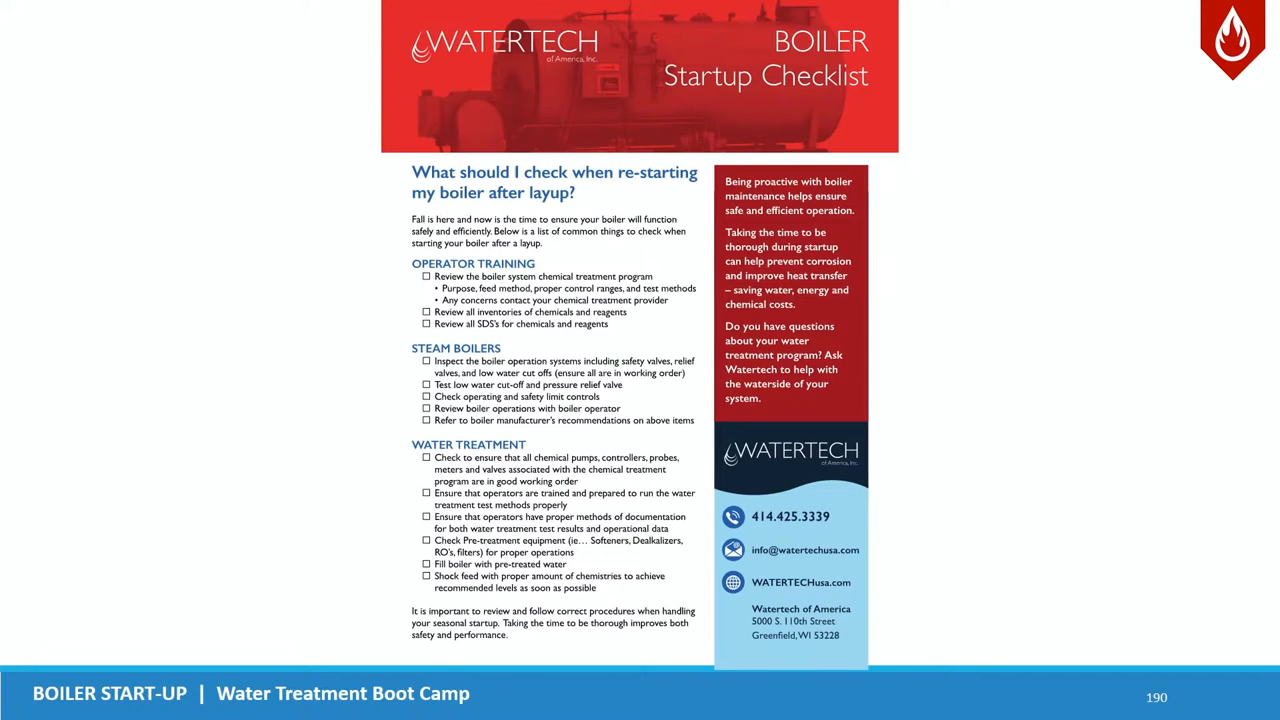 WATERTECH
of America, Inc.
BOILER
Startup Checklist
What should I check when re-starting
my boiler after layup?
Fall is here and now is the time to ensure your boiler will function
safely and efficiently. Below is a list of common things to check when
starting your boiler after a layup.
OPERATOR TRAINING
☐ Review the boiler system chemical treatment program
• Purpose, feed method, proper control ranges, and test methods
• Any concerns contact your chemical treatment provider
☐ Review all inventories of chemicals and reagents
☐ Review all SDS's for chemicals and reagents
STEAM BOILERS
☐ Inspect the boiler operation systems including safety valves, relief
valves, and low water cut offs (ensure all are in working order)
☐ Test low water cut-off and pressure relief valve
☐ Check operating and safety limit controls
☐ Review boiler operations with boiler operator
☐ Refer to boiler manufacturer's recommendations on above items
WATER TREATMENT
☐ Check to ensure that all chemical pumps, controllers, probes,
meters and valves associated with the chemical treatment
program are in good working order
☐ Ensure that operators are trained and prepared to run the water
treatment test methods properly
☐ Ensure that operators have proper methods of documentation
for both water treatment test results and operational data
☐ Check Pre-treatment equipment (ie... Softeners, Dealkalizers,
RO's, filters) for proper operations
☐ Fill boiler with pre-treated water
☐ Shock feed with proper amount of chemistries to achieve
recommended levels as soon as possible
It is important to review and follow correct procedures when handling
your seasonal startup. Taking the time to be thorough improves both
safety and performance.
Being proactive with boiler
maintenance helps ensure
safe and efficient operation.
Taking the time to be
thorough during startup
can help prevent corrosion
and improve heat transfer
– saving water, energy and
chemical costs.
Do you have questions
about your water
treatment program? Ask
Watertech to help with
the waterside of your
system.
WATERTECH
of America, Inc.
414.425.3339
info@watertechusa.com
WATERTECHusa.com
Watertech of America
5000 S. 110th Street
Greenfield, WI 53228
BOILER START-UP | Water Treatment Boot Camp
190